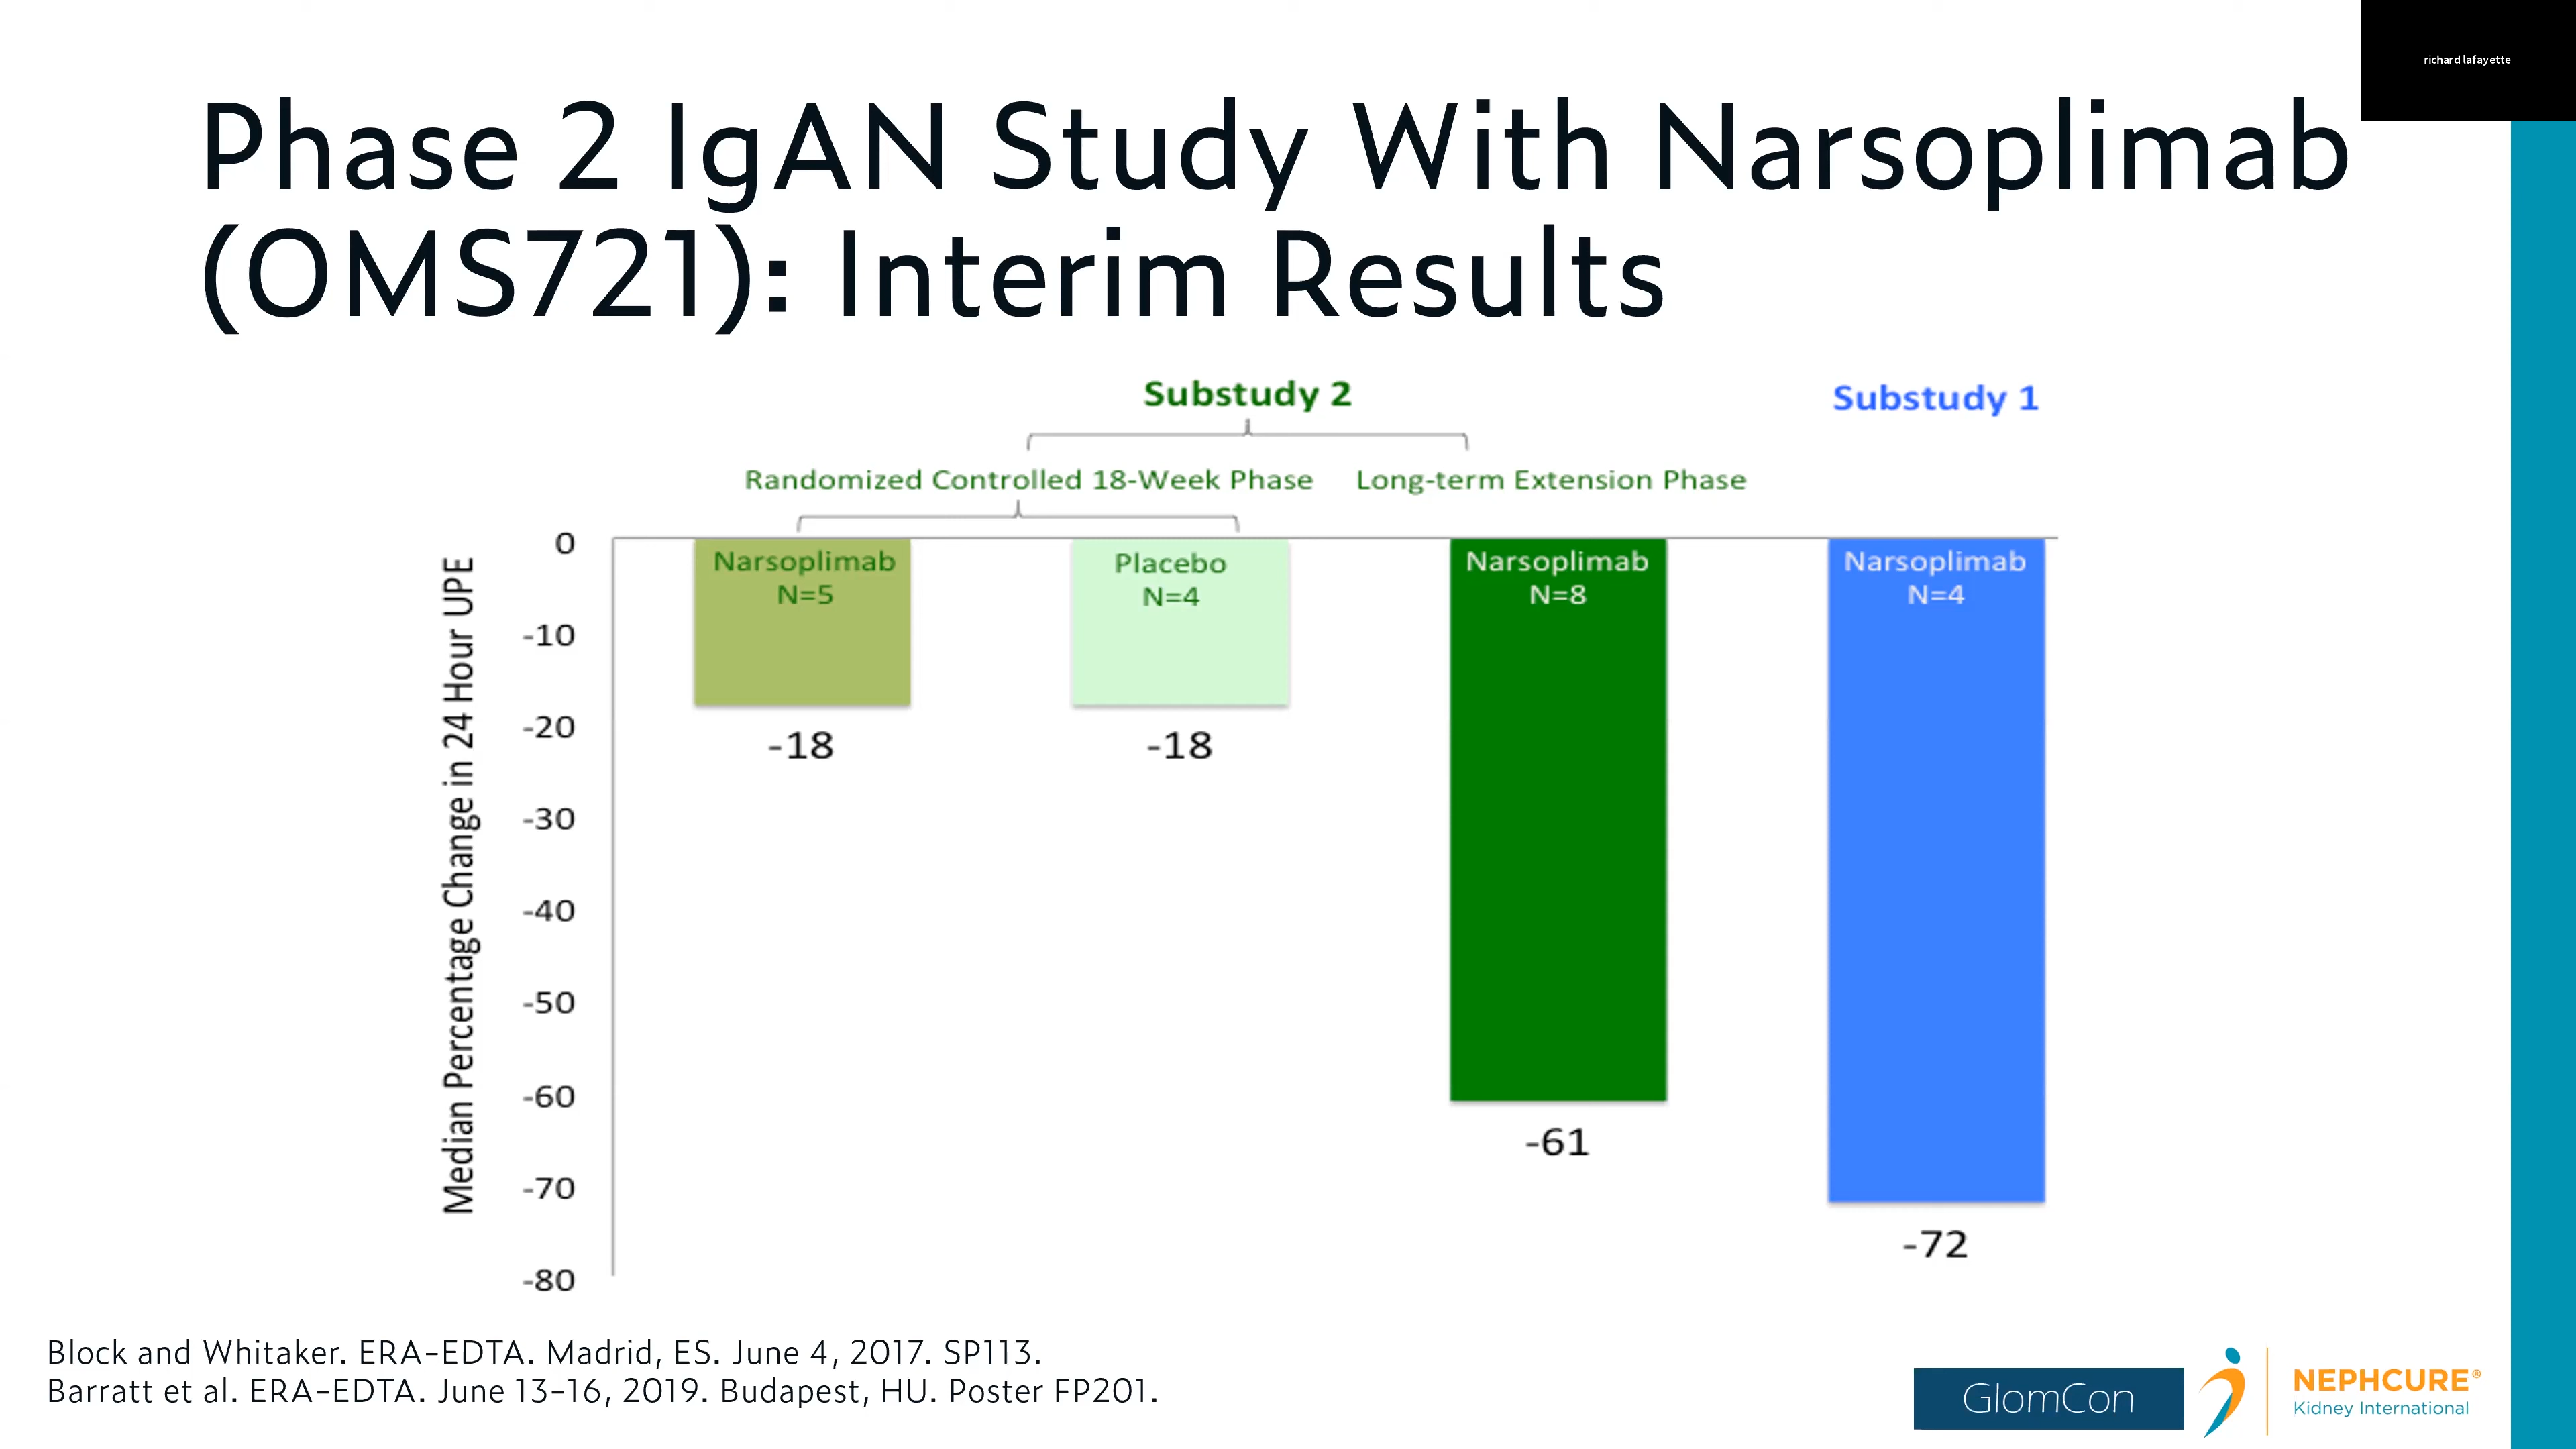 richard lafayette
Phase 2 IgAN Study With Narsoplimab
(OMS721): Interim Results
Substudy 2
Substudy 1
Randomized Controlled 18-Week Phase
Long-term Extension Phase
Median Percentage Change in 24 Hour UPE
0
-10
-20
-30
-40
-50
-60
-70
-80
Narsoplimab
N=5
-18
Placebo
N=4
-18
Narsoplimab
N=8
-61
Narsoplimab
N=4
-72
Block and Whitaker. ERA-EDTA. Madrid, ES. June 4, 2017. SP113.
Barratt et al. ERA-EDTA. June 13-16, 2019. Budapest, HU. Poster FP201.
GlomCon
NEPHCURE®
Kidney International